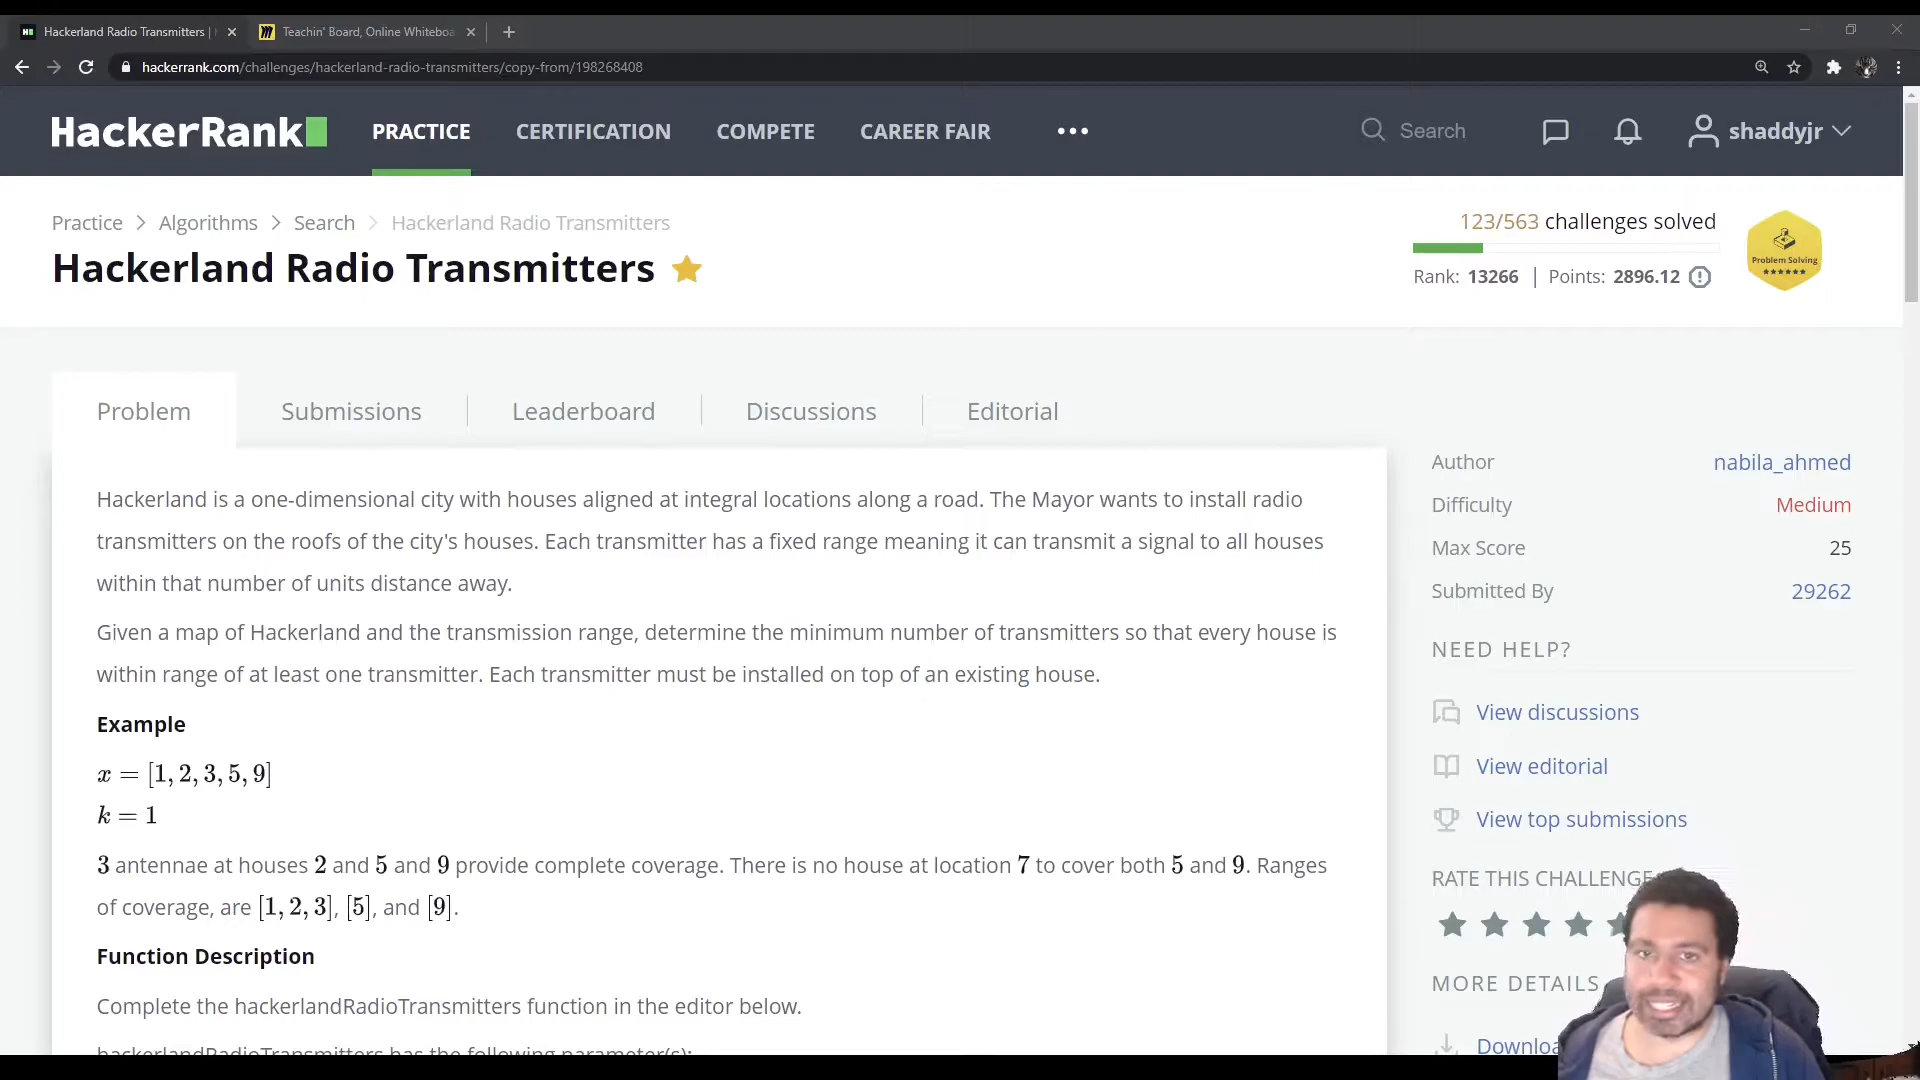 Hackerland Radio Transmitters |
Teachin' Board, Online Whiteboa
hackerrank.com/challenges/hackerland-radio-transmitters/copy-from/198268408
HackerRank
PRACTICE
CERTIFICATION
COMPETE
CAREER FAIR
Search
shaddyjr
Practice > Algorithms > Search > Hackerland Radio Transmitters
Hackerland Radio Transmitters
123/563 challenges solved
Rank: 13266 | Points: 2896.12
Problem Solving
Problem
Submissions
Leaderboard
Discussions
Editorial
Hackerland is a one-dimensional city with houses aligned at integral locations along a road. The Mayor wants to install radio
transmitters on the roofs of the city's houses. Each transmitter has a fixed range meaning it can transmit a signal to all houses
within that number of units distance away.
Given a map of Hackerland and the transmission range, determine the minimum number of transmitters so that every house is
within range of at least one transmitter. Each transmitter must be installed on top of an existing house.
Example
x = [1, 2, 3, 5, 9]
k = 1
3 antennae at houses 2 and 5 and 9 provide complete coverage. There is no house at location 7 to cover both 5 and 9. Ranges
of coverage, are [1, 2, 3], [5], and [9].
Function Description
Complete the hackerlandRadioTransmitters function in the editor below.
hackerlandRadioTransmitters has the following parameter(s):
Author nabila_ahmed
Difficulty Medium
Max Score 25
Submitted By 29262
NEED HELP?
View discussions
View editorial
View top submissions
RATE THIS CHALLENGE
MORE DETAILS
Downloa